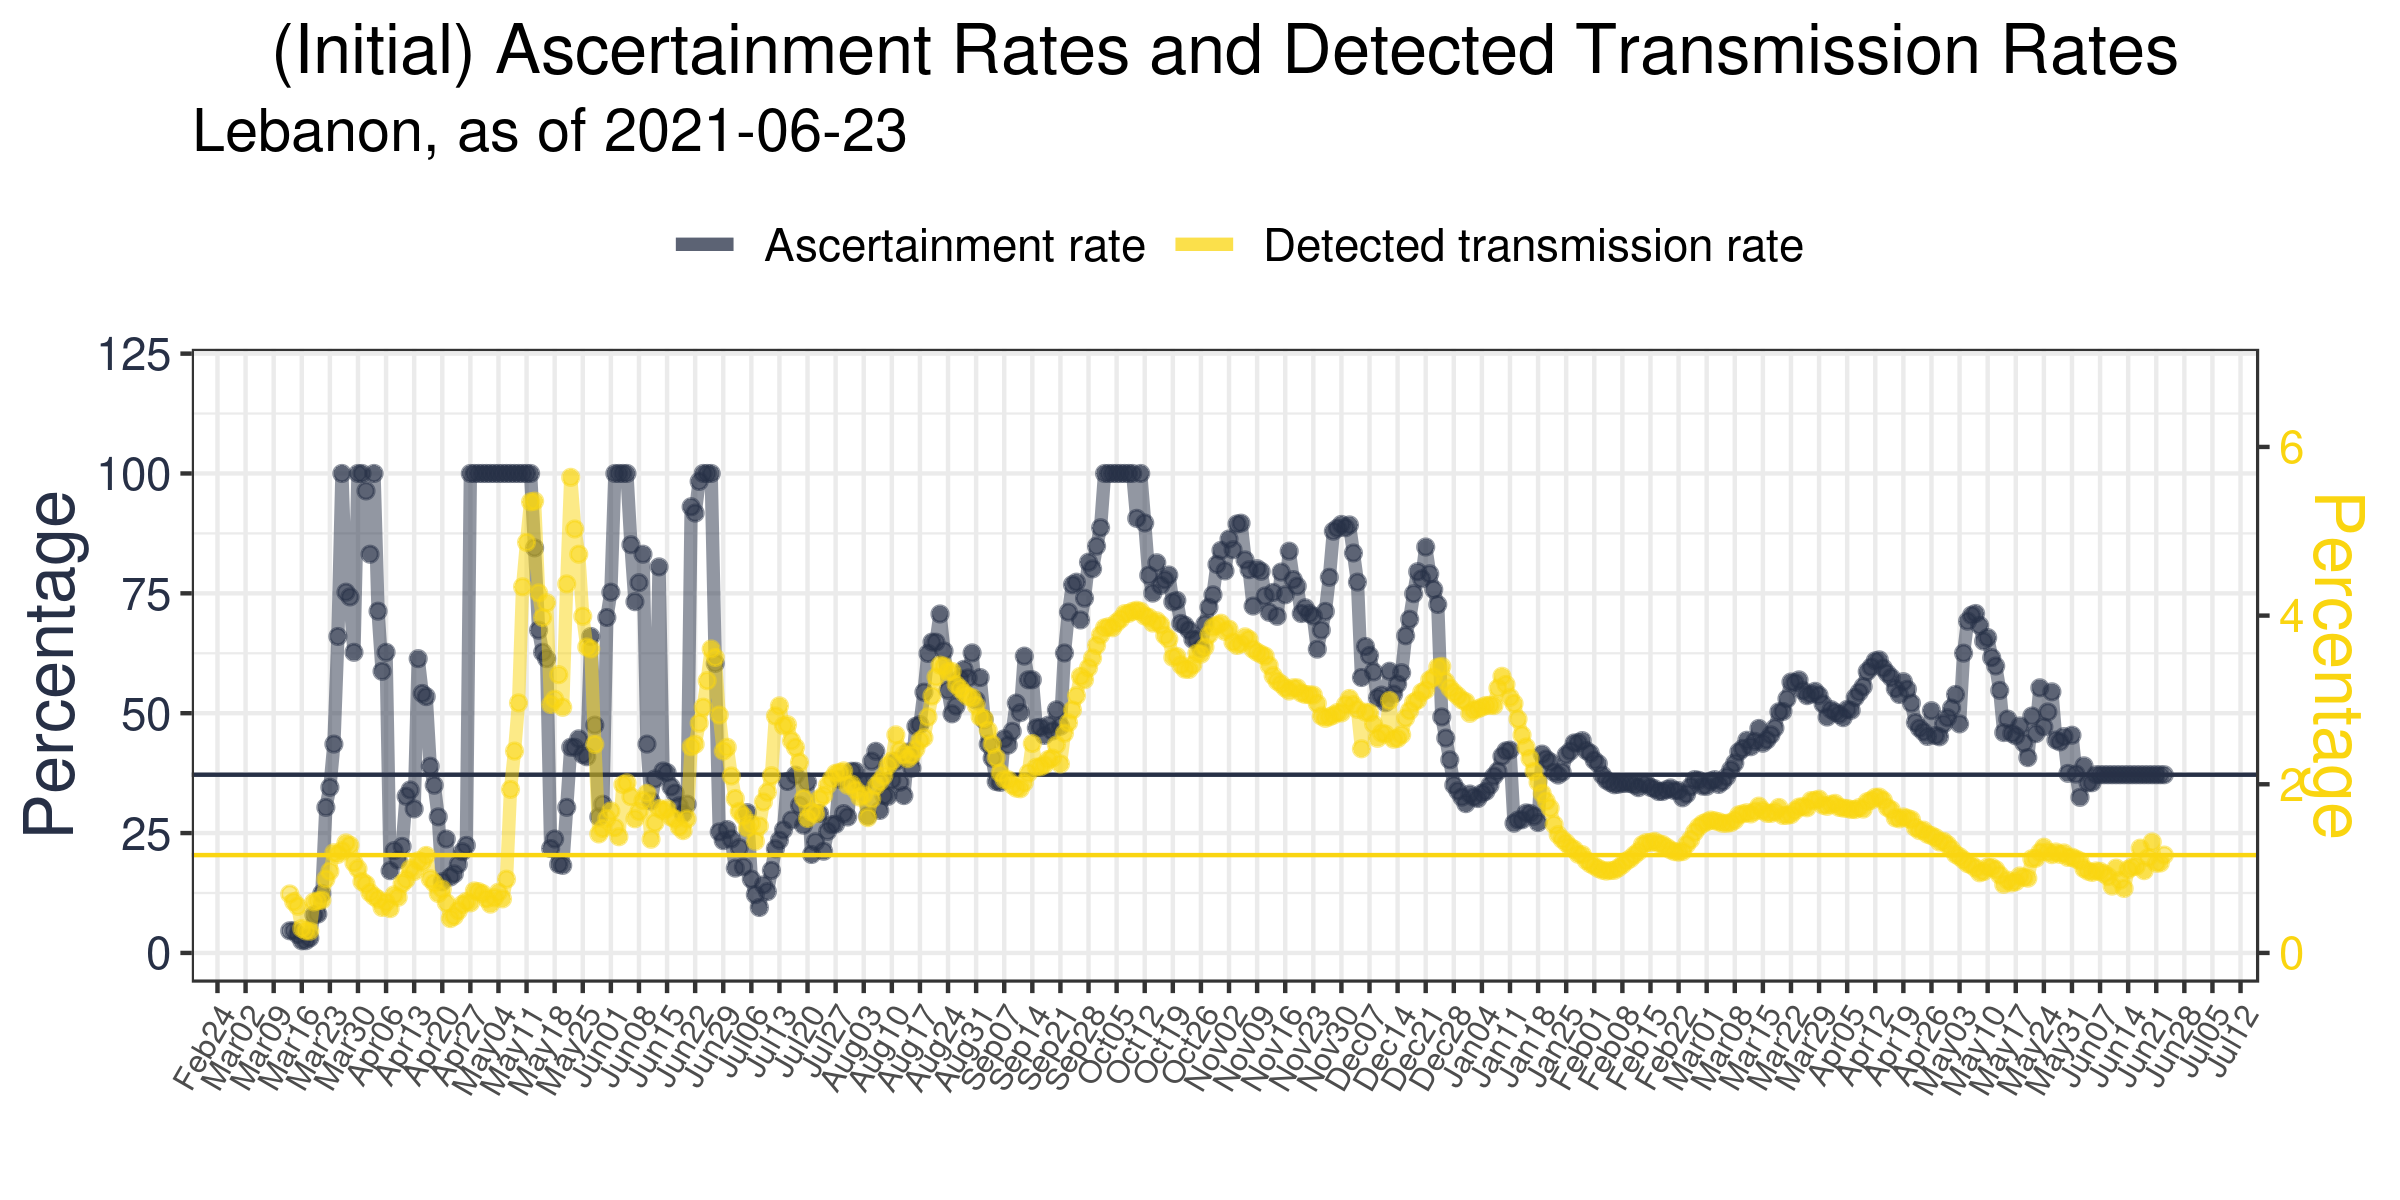 (Initial) Ascertainment Rates and Detected Transmission Rates
Lebanon, as of 2021-06-23
Ascertainment rate
Detected transmission rate
Percentage
125
100
75
50
25
0
6
4
2
0
Percentage
Feb24
Mar02
Mar09
Mar16
Mar23
Mar30
Apr06
Apr13
Apr20
Apr27
May04
May11
May18
May25
Jun01
Jun08
Jun15
Jun22
Jun29
Jul06
Jul13
Jul20
Jul27
Aug03
Aug10
Aug17
Aug24
Aug31
Sep07
Sep14
Sep21
Sep28
Oct05
Oct12
Oct19
Oct26
Nov02
Nov09
Nov16
Nov23
Nov30
Dec07
Dec14
Dec21
Dec28
Jan04
Jan11
Jan18
Jan25
Feb01
Feb08
Feb15
Feb22
Mar01
Mar08
Mar15
Mar22
Mar29
Apr05
Apr12
Apr19
Apr26
May03
May10
May17
May24
May31
Jun07
Jun14
Jun21
Jun28
Jul05
Jul12